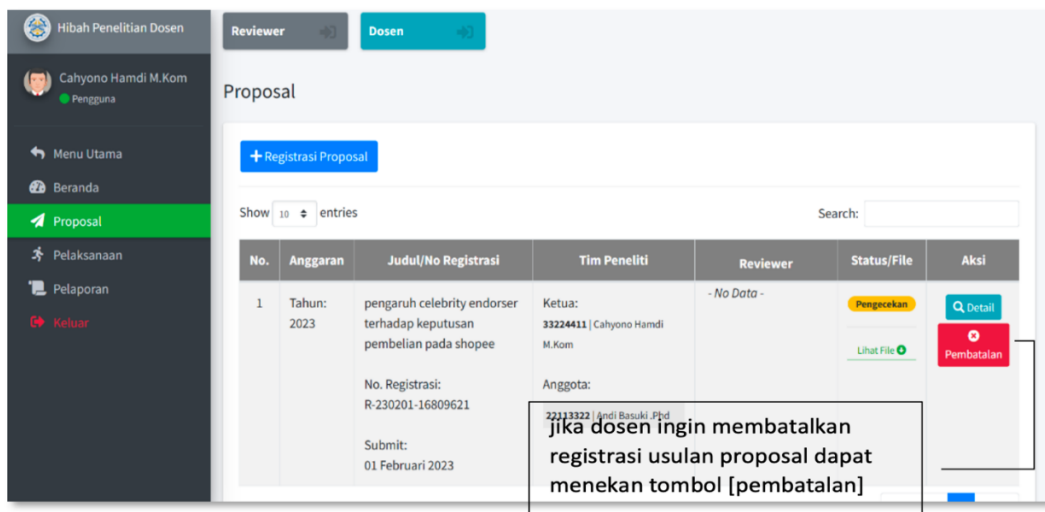 Hibah Penelitian Dosen
Cahyono Hamdi M.Kom
Pengguna
Menu Utama
Beranda
Proposal
Pelaksanaan
Pelaporan
Keluar
Reviewer
Dosen
Proposal
Registrasi Proposal
Show 10 entries
Search:
No. Anggaran Judul/No Registrasi Tim Peneliti Reviewer Status/File Aksi
1
Tahun:
2023
pengaruh celebrity endorser
terhadap keputusan
pembelian pada shopee
No. Registrasi:
R-230201-16809621
Submit:
01 Februari 2023
Ketua:
33224411 | Cahyono Hamdi
M.Kom
Anggota:
22113322 | Andi Basuki .Phd
- No Data -
Pengecekan
Lihat File
Detail
Pembatalan
jika dosen ingin membatalkan
registrasi usulan proposal dapat
menekan tombol [pembatalan]